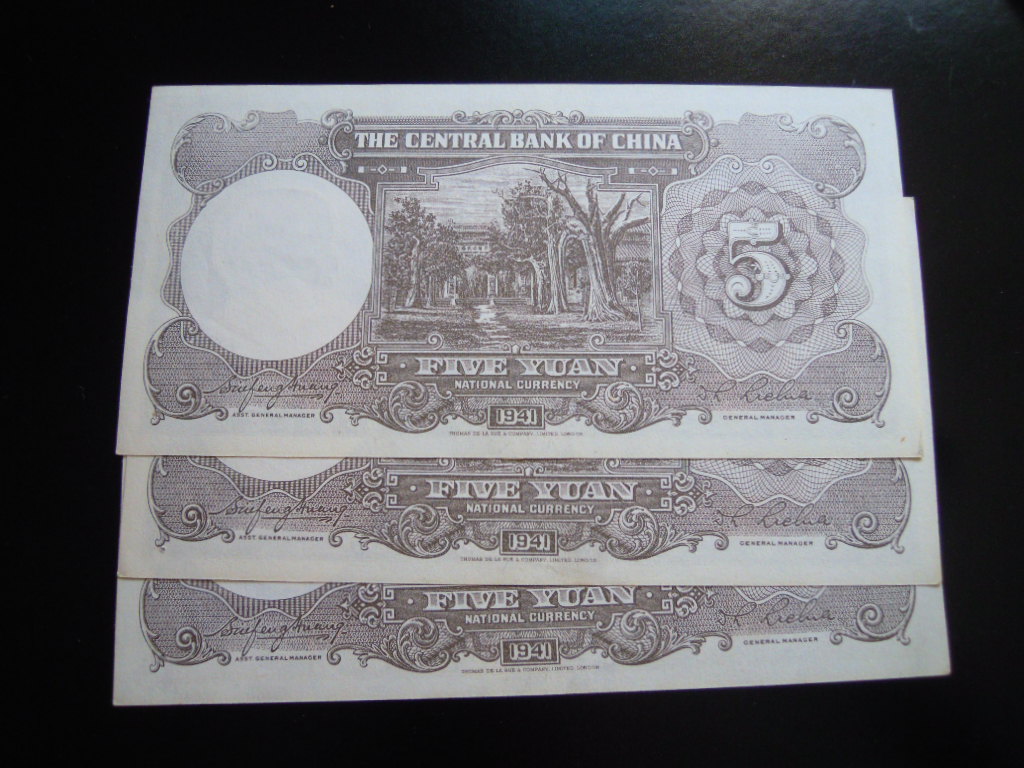 THE CENTRAL BANK OF CHINA
5
FIVE YUAN
NATIONAL CURRENCY
ASST. GENERAL MANAGER
1941
GENERAL MANAGER
THOMAS DE LA RUE & COMPANY, LIMITED, LONDON.
FIVE YUAN
NATIONAL CURRENCY
ASST. GENERAL MANAGER
1941
GENERAL MANAGER
THOMAS DE LA RUE & COMPANY, LIMITED, LONDON.
FIVE YUAN
NATIONAL CURRENCY
ASST. GENERAL MANAGER
1941
GENERAL MANAGER
THOMAS DE LA RUE & COMPANY, LIMITED, LONDON.